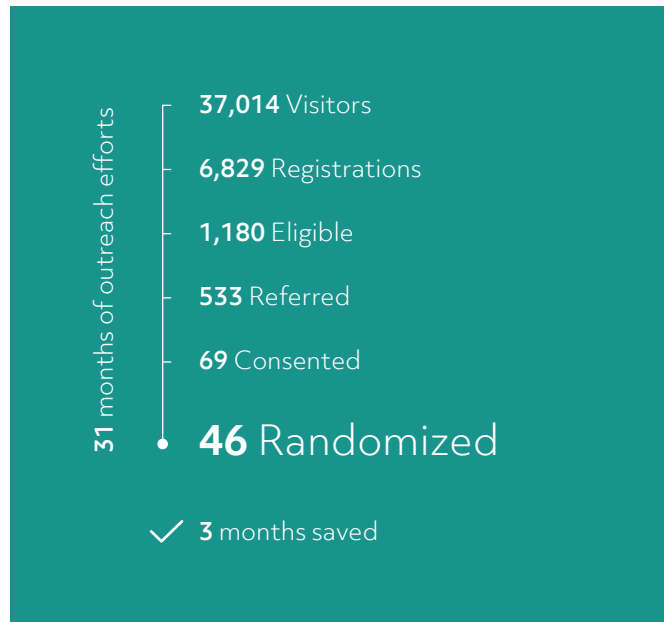 31 months of outreach efforts
37,014 Visitors
6,829 Registrations
1,180 Eligible
533 Referred
69 Consented
46 Randomized
3 months saved